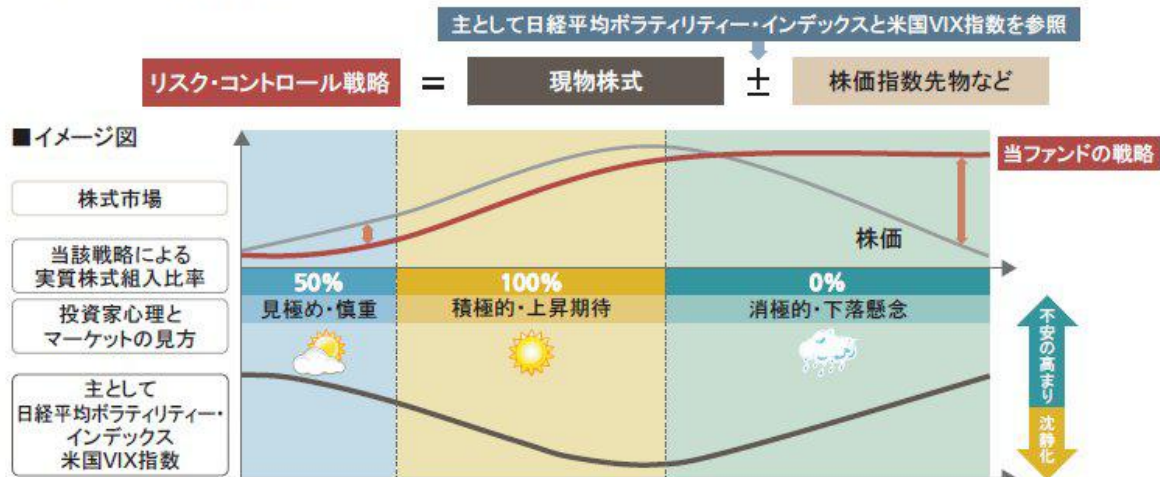 主として日経平均ボラティリティー・インデックスと米国VIX指数を参照
リスク・コントロール戦略 = 現物株式 ± 株価指数先物など
■イメージ図
当ファンドの戦略
株式市場
株価
当該戦略による
実質株式組入比率
50% 100% 0%
投資家心理と
マーケットの見方
見極め・慎重 積極的・上昇期待 消極的・下落懸念
不安の高まり
沈静化
主として
日経平均ボラティリティー・
インデックス
米国VIX指数